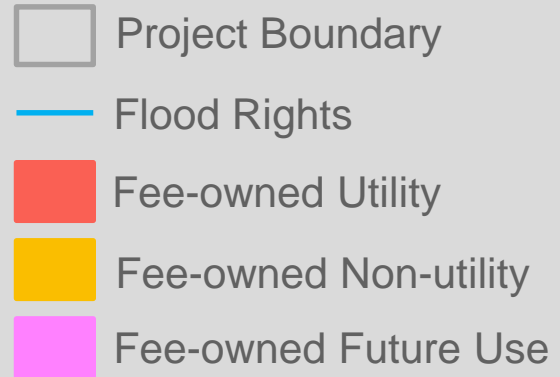 Project Boundary
Flood Rights
Fee-owned Utility
Fee-owned Non-utility
Fee-owned Future Use